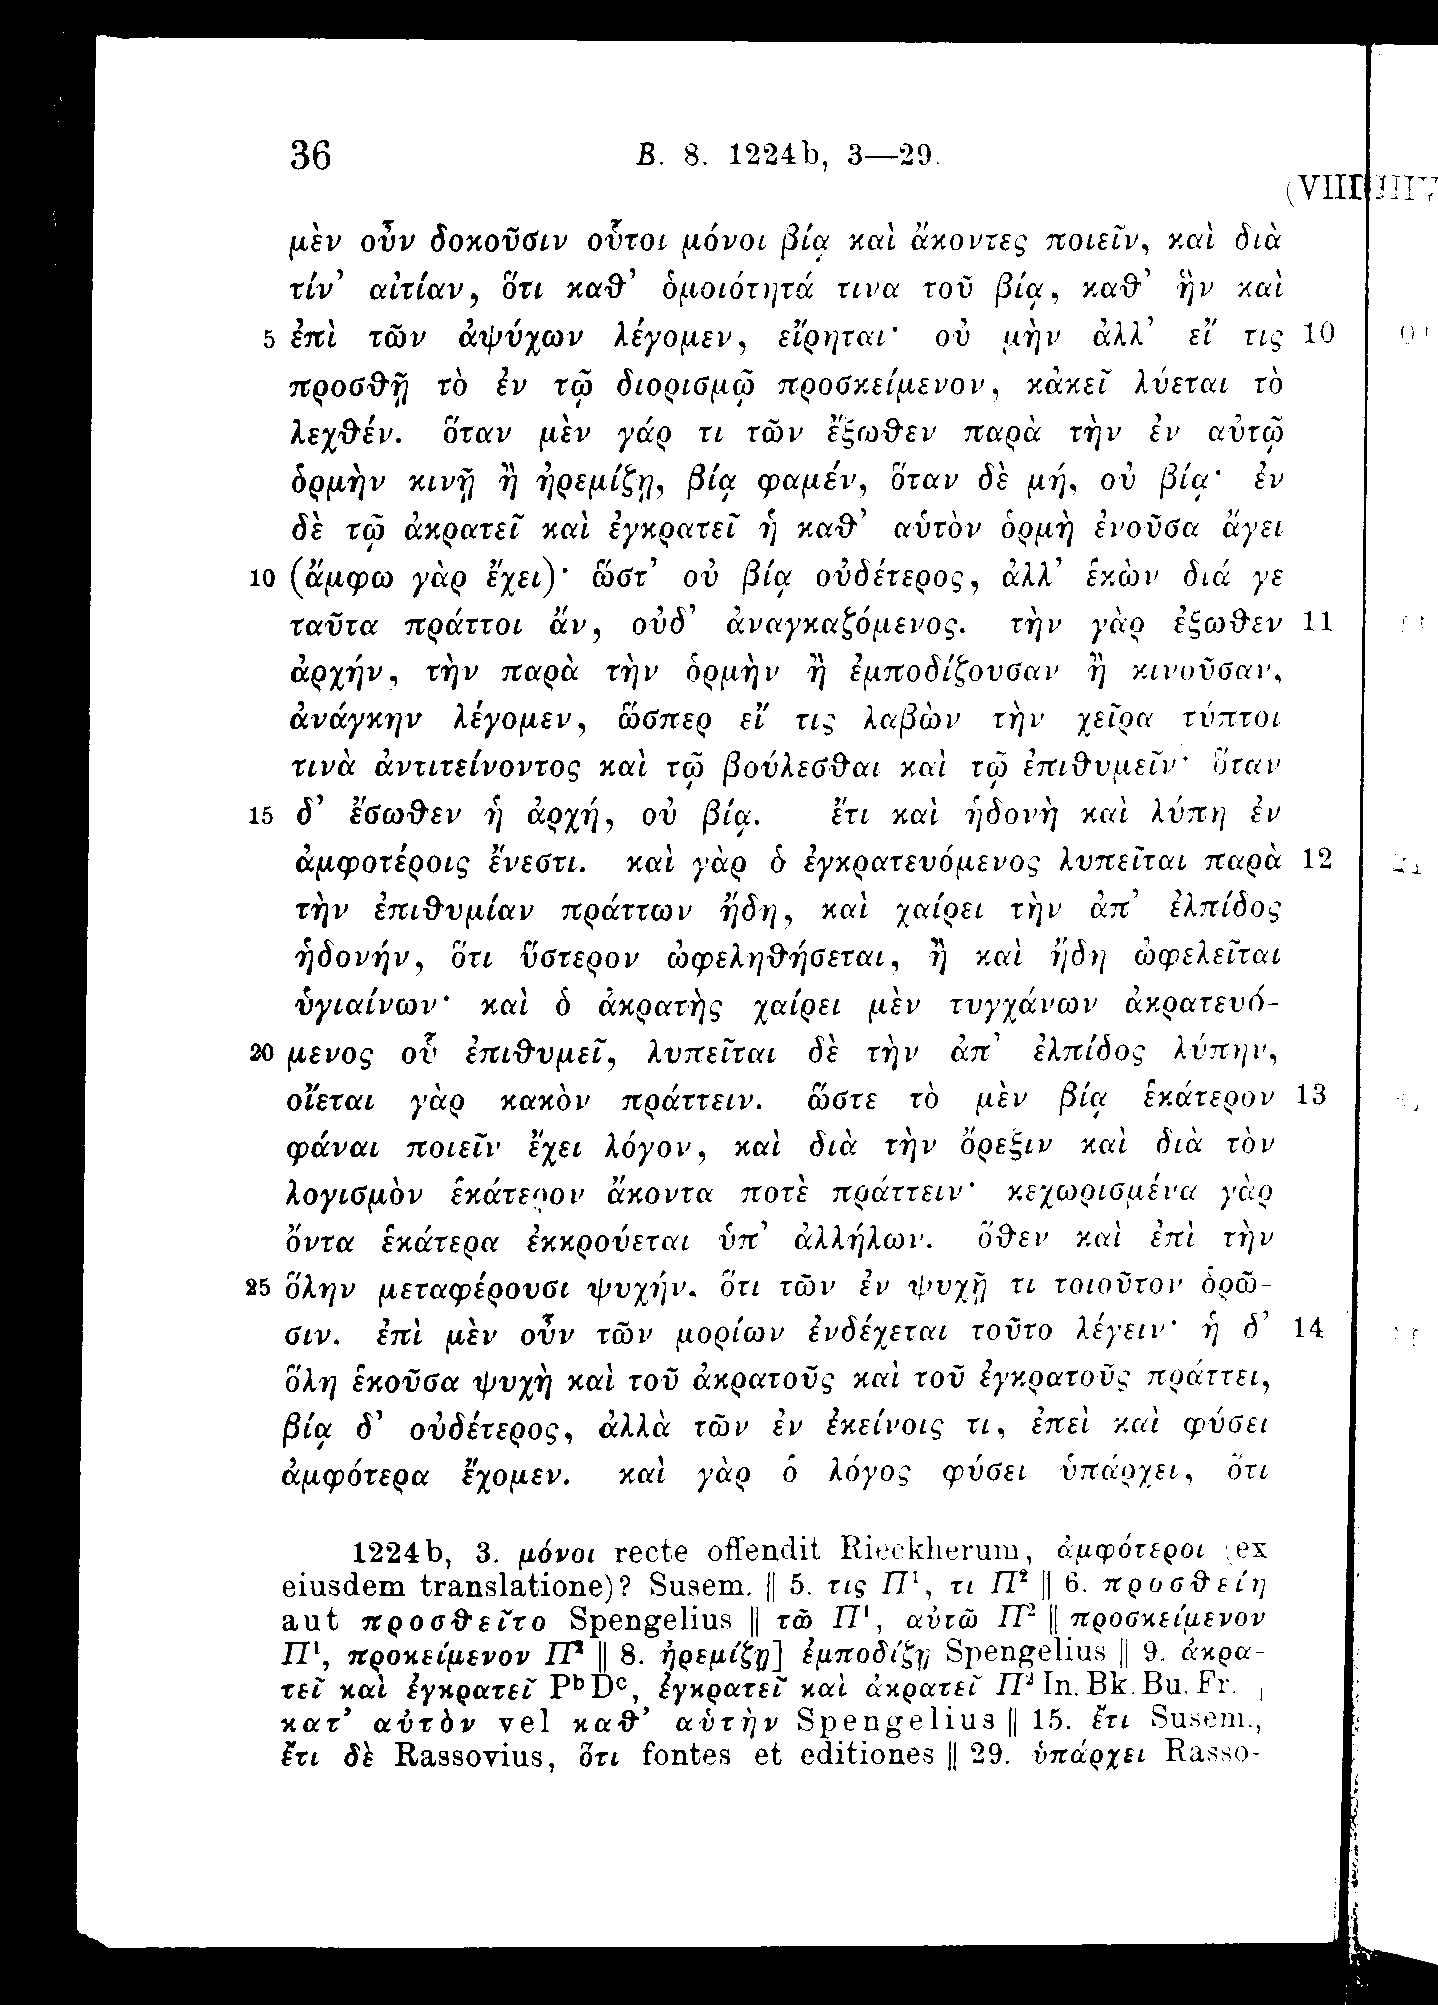 36 B. 8. 1224b, 3—29.
(VIII
μὲν οὖν δοκοῦσιν οὗτοι μόνοι βίᾳ καὶ ἄκοντες ποιεῖν, καὶ διὰ
τίν’ αἰτίαν, ὅτι καθ’ ὁμοιότητά τινα τοῦ βίᾳ, καθ’ ἣν καὶ
5 ἐπὶ τῶν ἀψύχων λέγομεν, εἴρηται· οὐ μὴν ἀλλ’ εἴ τις 10
προσθῇ τὸ ἐν τῷ διορισμῷ προσκείμενον, κἀκεῖ λύεται τὸ
λεχθέν. ὅταν μὲν γάρ τι τῶν ἔξωθεν παρὰ τὴν ἐν αὐτῷ
ὁρμὴν κινῇ ἢ ἠρεμίζῃ, βίᾳ φαμέν, ὅταν δὲ μή, οὐ βίᾳ· ἐν
δὲ τῷ ἀκρατεῖ καὶ ἐγκρατεῖ ἡ καθ’ αὑτὸν ὁρμὴ ἐνοῦσα ἄγει
10 (ἄμφω γὰρ ἔχει)· ὥστ’ οὐ βίᾳ οὐδέτερος, ἀλλ’ ἑκὼν διά γε
ταῦτα πράττοι ἄν, οὐδ’ ἀναγκαζόμενος. τὴν γὰρ ἔξωθεν 11
ἀρχήν, τὴν παρὰ τὴν ὁρμὴν ἢ ἐμποδίζουσαν ἢ κινοῦσαν,
ἀνάγκην λέγομεν, ὥσπερ εἴ τις λαβὼν τὴν χεῖρα τύπτοι
τινὰ ἀντιτείνοντος καὶ τῷ βούλεσθαι καὶ τῷ ἐπιθυμεῖν· ὅταν
15 δ’ ἔσωθεν ἡ ἀρχή, οὐ βίᾳ. ἔτι καὶ ἡδονὴ καὶ λύπη ἐν
ἀμφοτέροις ἔνεστι. καὶ γὰρ ὁ ἐγκρατευόμενος λυπεῖται παρὰ 12
τὴν ἐπιθυμίαν πράττων ἤδη, καὶ χαίρει τὴν ἀπ’ ἐλπίδος
ἡδονήν, ὅτι ὕστερον ὠφεληθήσεται, ἢ καὶ ἤδη ὠφελεῖται
ὑγιαίνων· καὶ ὁ ἀκρατὴς χαίρει μὲν τυγχάνων ἀκρατευό-
20 μενος οὗ ἐπιθυμεῖ, λυπεῖται δὲ τὴν ἀπ’ ἐλπίδος λύπην,
οἴεται γὰρ κακὸν πράττειν. ὥστε τὸ μὲν βίᾳ ἑκάτερον 13
φάναι ποιεῖν ἔχει λόγον, καὶ διὰ τὴν ὄρεξιν καὶ διὰ τὸν
λογισμὸν ἑκάτερον ἄκοντα ποτὲ πράττειν· κεχωρισμένα γὰρ
ὄντα ἑκάτερα ἐκκρούεται ὑπ’ ἀλλήλων. ὅθεν καὶ ἐπὶ τὴν
25 ὅλην μεταφέρουσι ψυχήν, ὅτι τῶν ἐν ψυχῇ τι τοιοῦτον ὁρῶ-
σιν. ἐπὶ μὲν οὖν τῶν μορίων ἐνδέχεται τοῦτο λέγειν· ἡ δ’ 14
ὅλη ἑκοῦσα ψυχὴ καὶ τοῦ ἀκρατοῦς καὶ τοῦ ἐγκρατοῦς πράττει,
βίᾳ δ’ οὐδέτερος, ἀλλὰ τῶν ἐν ἐκείνοις τι, ἐπεὶ καὶ φύσει
ἀμφότερα ἔχομεν. καὶ γὰρ ὁ λόγος φύσει ὑπάρχει, ὅτι
1224b, 3. μόνοι recte offendit Rieckherum, ἀμφότεροι (ex
eiusdem translatione)? Susem. || 5. τις Π¹, τι Π² || 6. προσθείη
aut προσθεῖτο Spengelius || τῶ Π¹, αὐτῶ Π² || προσκείμενον
Π¹, προκείμενον Π² || 8. ἠρεμίζῃ] ἐμποδίζῃ Spengelius || 9. ἀκρα-
τεῖ καὶ ἐγκρατεῖ Pᵇ Dᶜ, ἐγκρατεῖ καὶ ἀκρατεῖ Π² In. Bk. Bu. Fr. |
κατ’ αὐτὸν vel καθ’ αὑτὴν Spengelius || 15. ἔτι Susem.,
ἔτι δὲ Rassovius, ὅτι fontes et editiones || 29. ὑπάρχει Rasso-